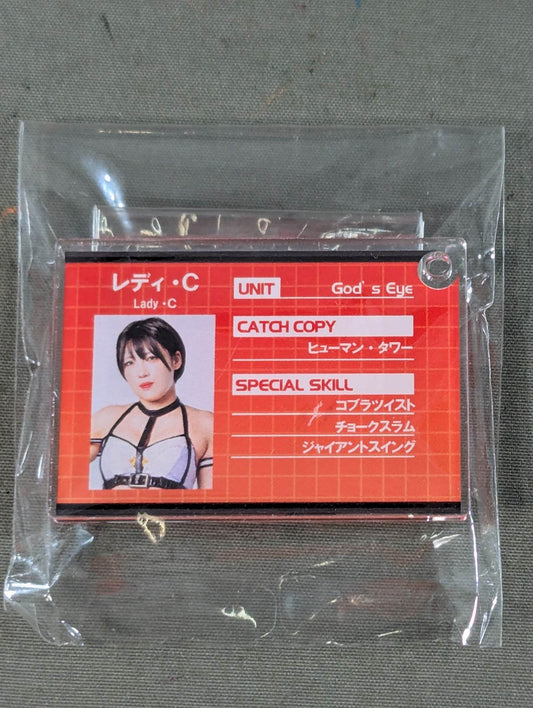 レディ・C
Lady・C
UNIT God's Eye
CATCH COPY
ヒューマン・タワー
SPECIAL SKILL
コブラツイスト
チョークスラム
ジャイアントスイング